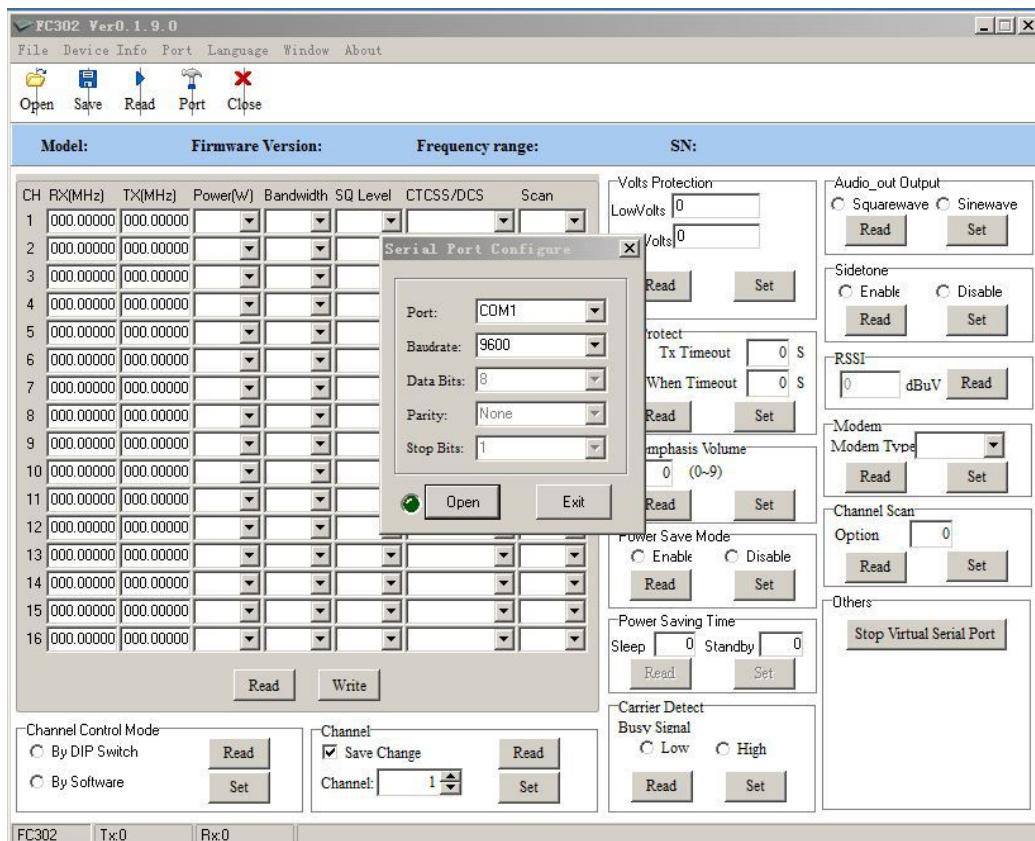 FC302 Ver0.1.9.0
File Device Info Port Language Window About
Open Save Read Port Close
Model: Firmware Version: Frequency range: SN:
CH RX(MHz) TX(MHz) Power(W) Bandwidth SQ Level CTCSS/DCS Scan
1 000.00000 000.00000
2 000.00000 000.00000
3 000.00000 000.00000
4 000.00000 000.00000
5 000.00000 000.00000
6 000.00000 000.00000
7 000.00000 000.00000
8 000.00000 000.00000
9 000.00000 000.00000
10 000.00000 000.00000
11 000.00000 000.00000
12 000.00000 000.00000
13 000.00000 000.00000
14 000.00000 000.00000
15 000.00000 000.00000
16 000.00000 000.00000
Read Write
Serial Port Configure
Port: COM1
Baudrate: 9600
Data Bits: 8
Parity: None
Stop Bits: 1
Open Exit
Volts Protection
LowVolts 0
Volts 0
Read Set
rotect
Tx Timeout 0 S
When Timeout 0 S
Read Set
mphasis Volume
0 (0~9)
Read Set
Power Save Mode
Enable Disable
Read Set
Power Saving Time
Sleep 0 Standby 0
Read Set
Carrier Detect
Busy Signal
Low High
Read Set
Audio_out Output
Squarewave Sinewave
Read Set
Sidetone
Enable Disable
Read Set
RSSI
0 dBuV Read
Modem
Modem Type
Read Set
Channel Scan
Option 0
Read Set
Others
Stop Virtual Serial Port
Channel Control Mode
By DIP Switch Read
By Software Set
Channel
Save Change Read
Channel: 1 Set
FC302 Tx:0 Rx:0